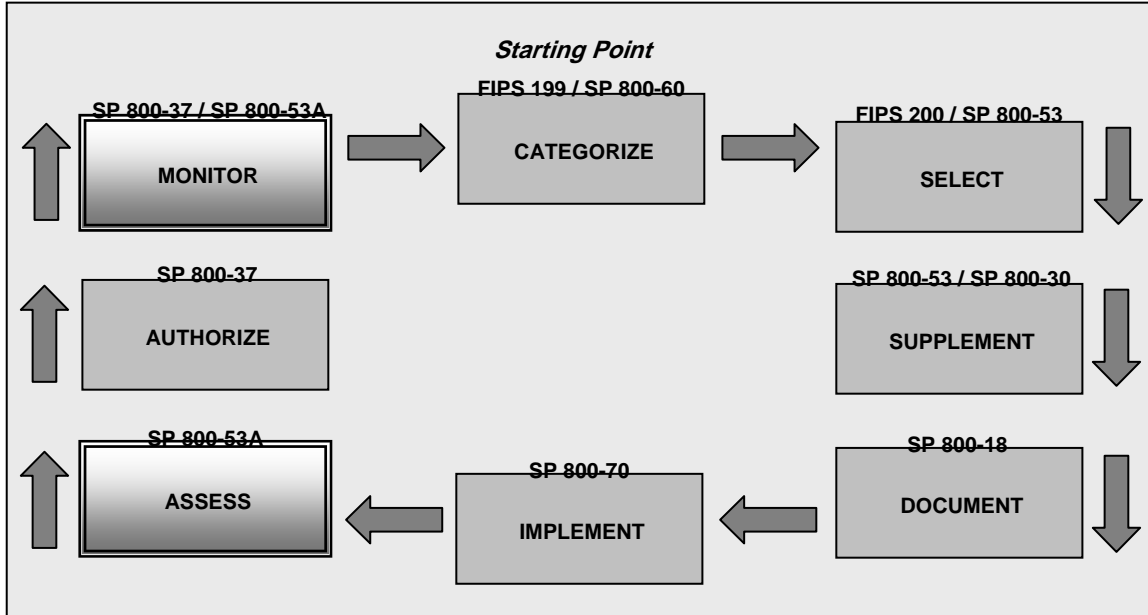 Starting Point
SP 800-37 / SP 800-53A
MONITOR
FIPS 199 / SP 800-60
CATEGORIZE
FIPS 200 / SP 800-53
SELECT
SP 800-37
AUTHORIZE
SP 800-53 / SP 800-30
SUPPLEMENT
SP 800-53A
ASSESS
SP 800-70
IMPLEMENT
SP 800-18
DOCUMENT